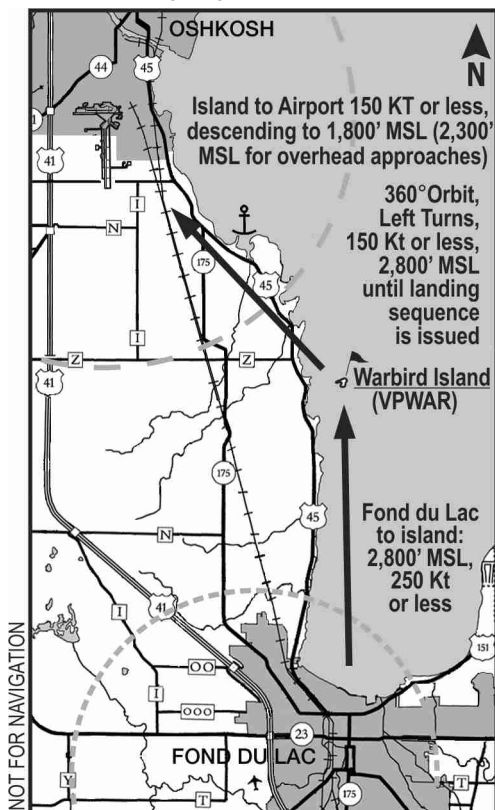 OSHKOSH
44
45
N
Island to Airport 150 KT or less,
descending to 1,800' MSL (2,300'
MSL for overhead approaches)
1
41
360° Orbit,
Left Turns,
150 Kt or less,
2,800' MSL
until landing
sequence
is issued
I
N
175
45
I
Z
Z
41
Warbird Island
(VPWAR)
175
45
Fond du Lac
to island:
2,800' MSL,
250 Kt
or less
N
I
41
151
OO
I
OOO
23
FOND DU LAC
Y
T
175
T
NOT FOR NAVIGATION